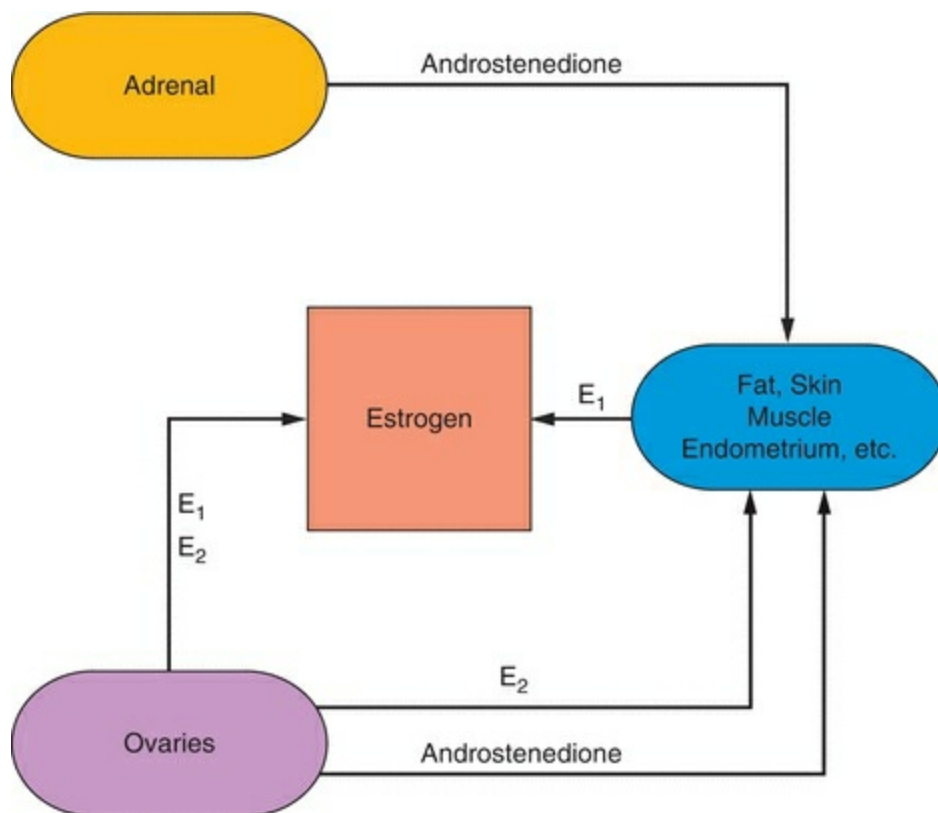 Adrenal
Androstenedione
Estrogen
E₁
Fat, Skin
Muscle
Endometrium, etc.
E₁
E₂
E₂
Ovaries
Androstenedione